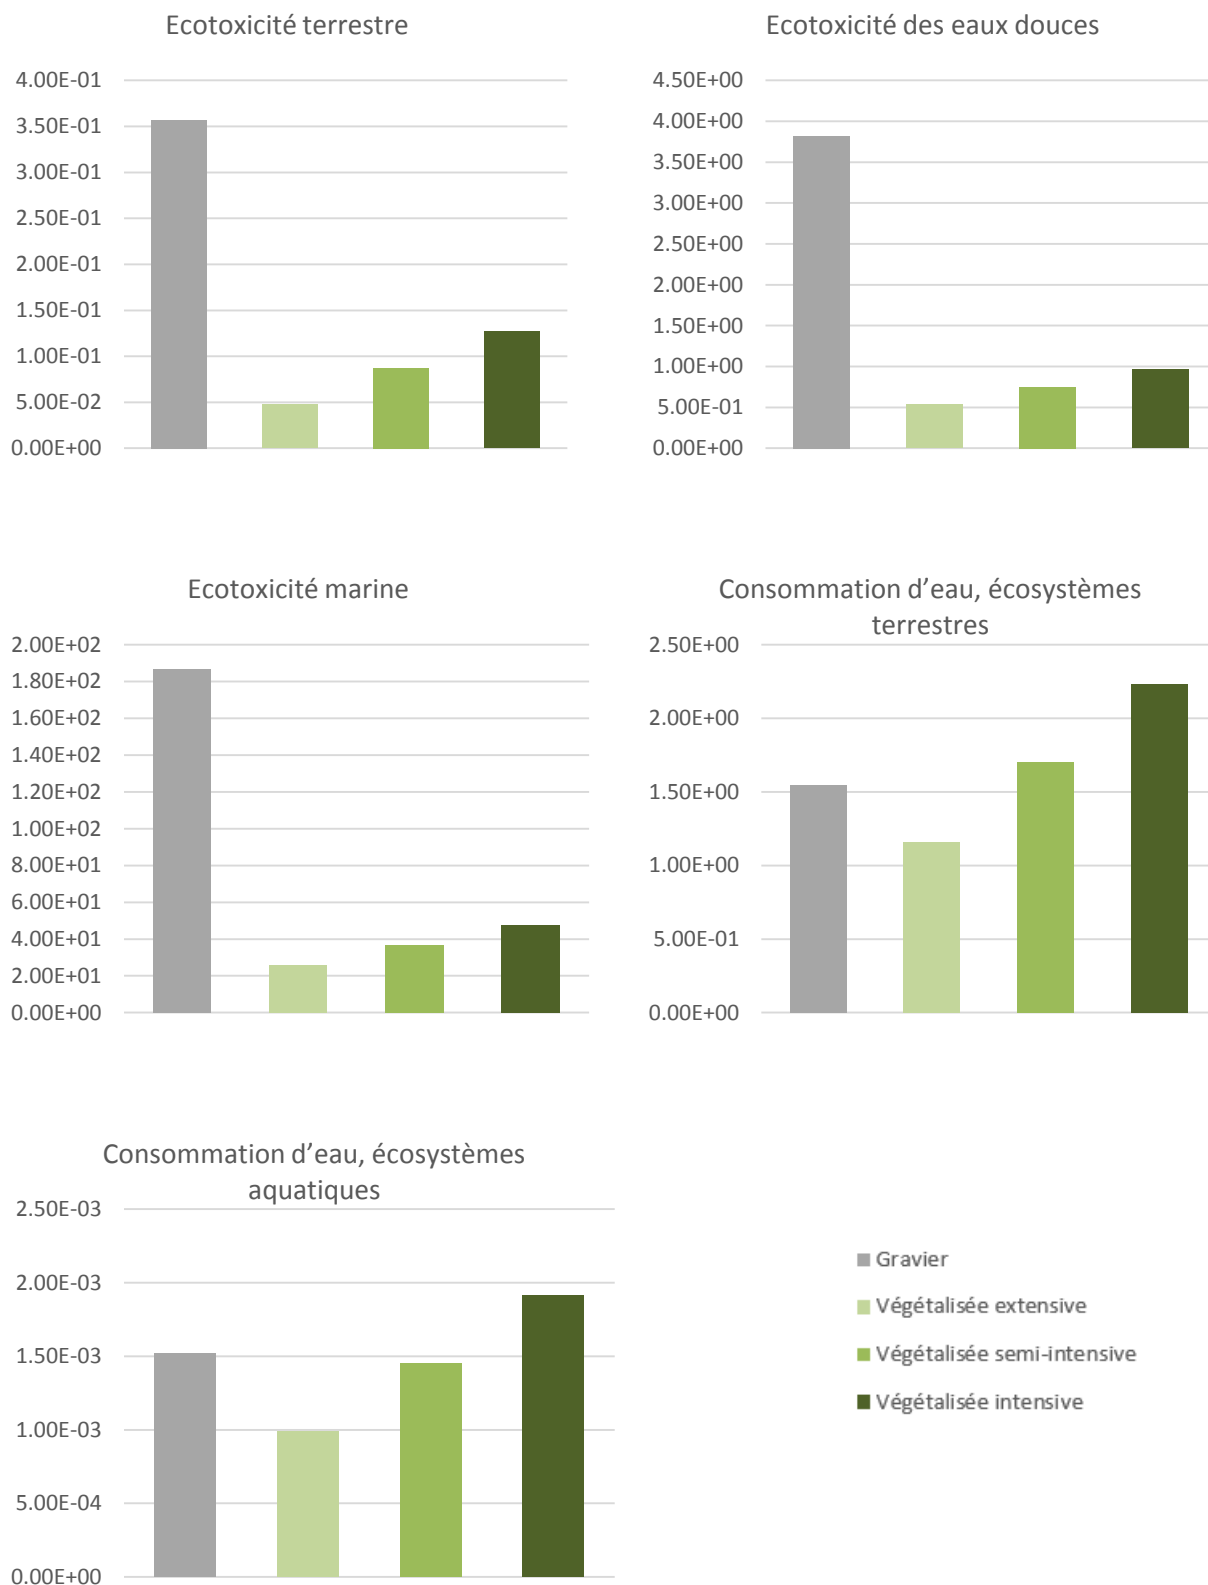 Ecotoxicité terrestre
4.00E-01
3.50E-01
3.00E-01
2.50E-01
2.00E-01
1.50E-01
1.00E-01
5.00E-02
0.00E+00
Ecotoxicité des eaux douces
4.50E+00
4.00E+00
3.50E+00
3.00E+00
2.50E+00
2.00E+00
1.50E+00
1.00E+00
5.00E-01
0.00E+00
Ecotoxicité marine
2.00E+02
1.80E+02
1.60E+02
1.40E+02
1.20E+02
1.00E+02
8.00E+01
6.00E+01
4.00E+01
2.00E+01
0.00E+00
Consommation d’eau, écosystèmes
terrestres
2.50E+00
2.00E+00
1.50E+00
1.00E+00
5.00E-01
0.00E+00
Consommation d’eau, écosystèmes
aquatiques
2.50E-03
2.00E-03
1.50E-03
1.00E-03
5.00E-04
0.00E+00
Gravier
Végétalisée extensive
Végétalisée semi-intensive
Végétalisée intensive